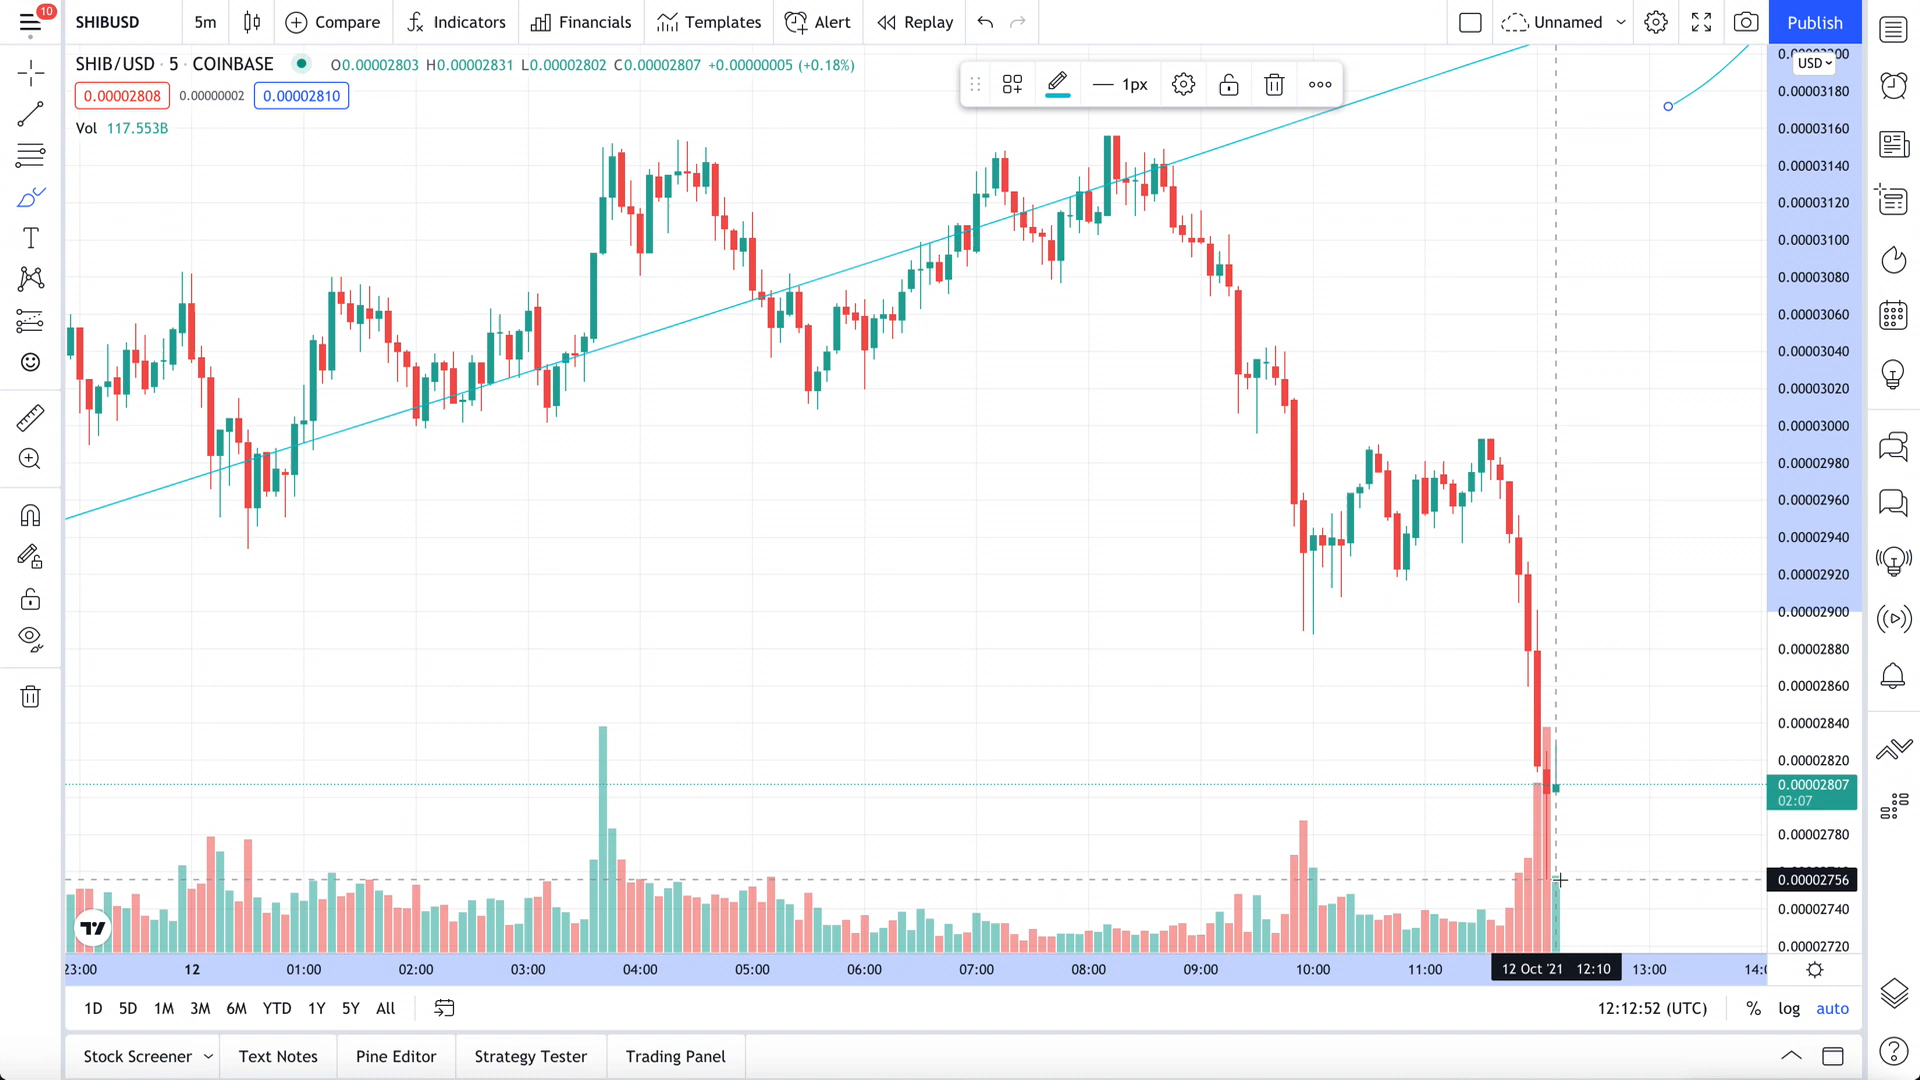 10
SHIBUSD
5m
Compare
Indicators
Financials
Templates
Alert
Replay
Unnamed
Publish
SHIB/USD · 5 · COINBASE
O0.00002803 H0.00002831 L0.00002802 C0.00002807 +0.00000005 (+0.18%)
0.00002808
0.00000002
0.00002810
Vol 117.553B
1px
USD
0.00003180
0.00003160
0.00003140
0.00003120
0.00003100
0.00003080
0.00003060
0.00003040
0.00003020
0.00003000
0.00002980
0.00002960
0.00002940
0.00002920
0.00002900
0.00002880
0.00002860
0.00002840
0.00002820
0.00002807
02:07
0.00002780
0.00002756
0.00002740
0.00002720
23:00
12
01:00
02:00
03:00
04:00
05:00
06:00
07:00
08:00
09:00
10:00
11:00
12 Oct '21 12:10
13:00
1D
5D
1M
3M
6M
YTD
1Y
5Y
All
12:12:52 (UTC)
%
log
auto
Stock Screener
Text Notes
Pine Editor
Strategy Tester
Trading Panel